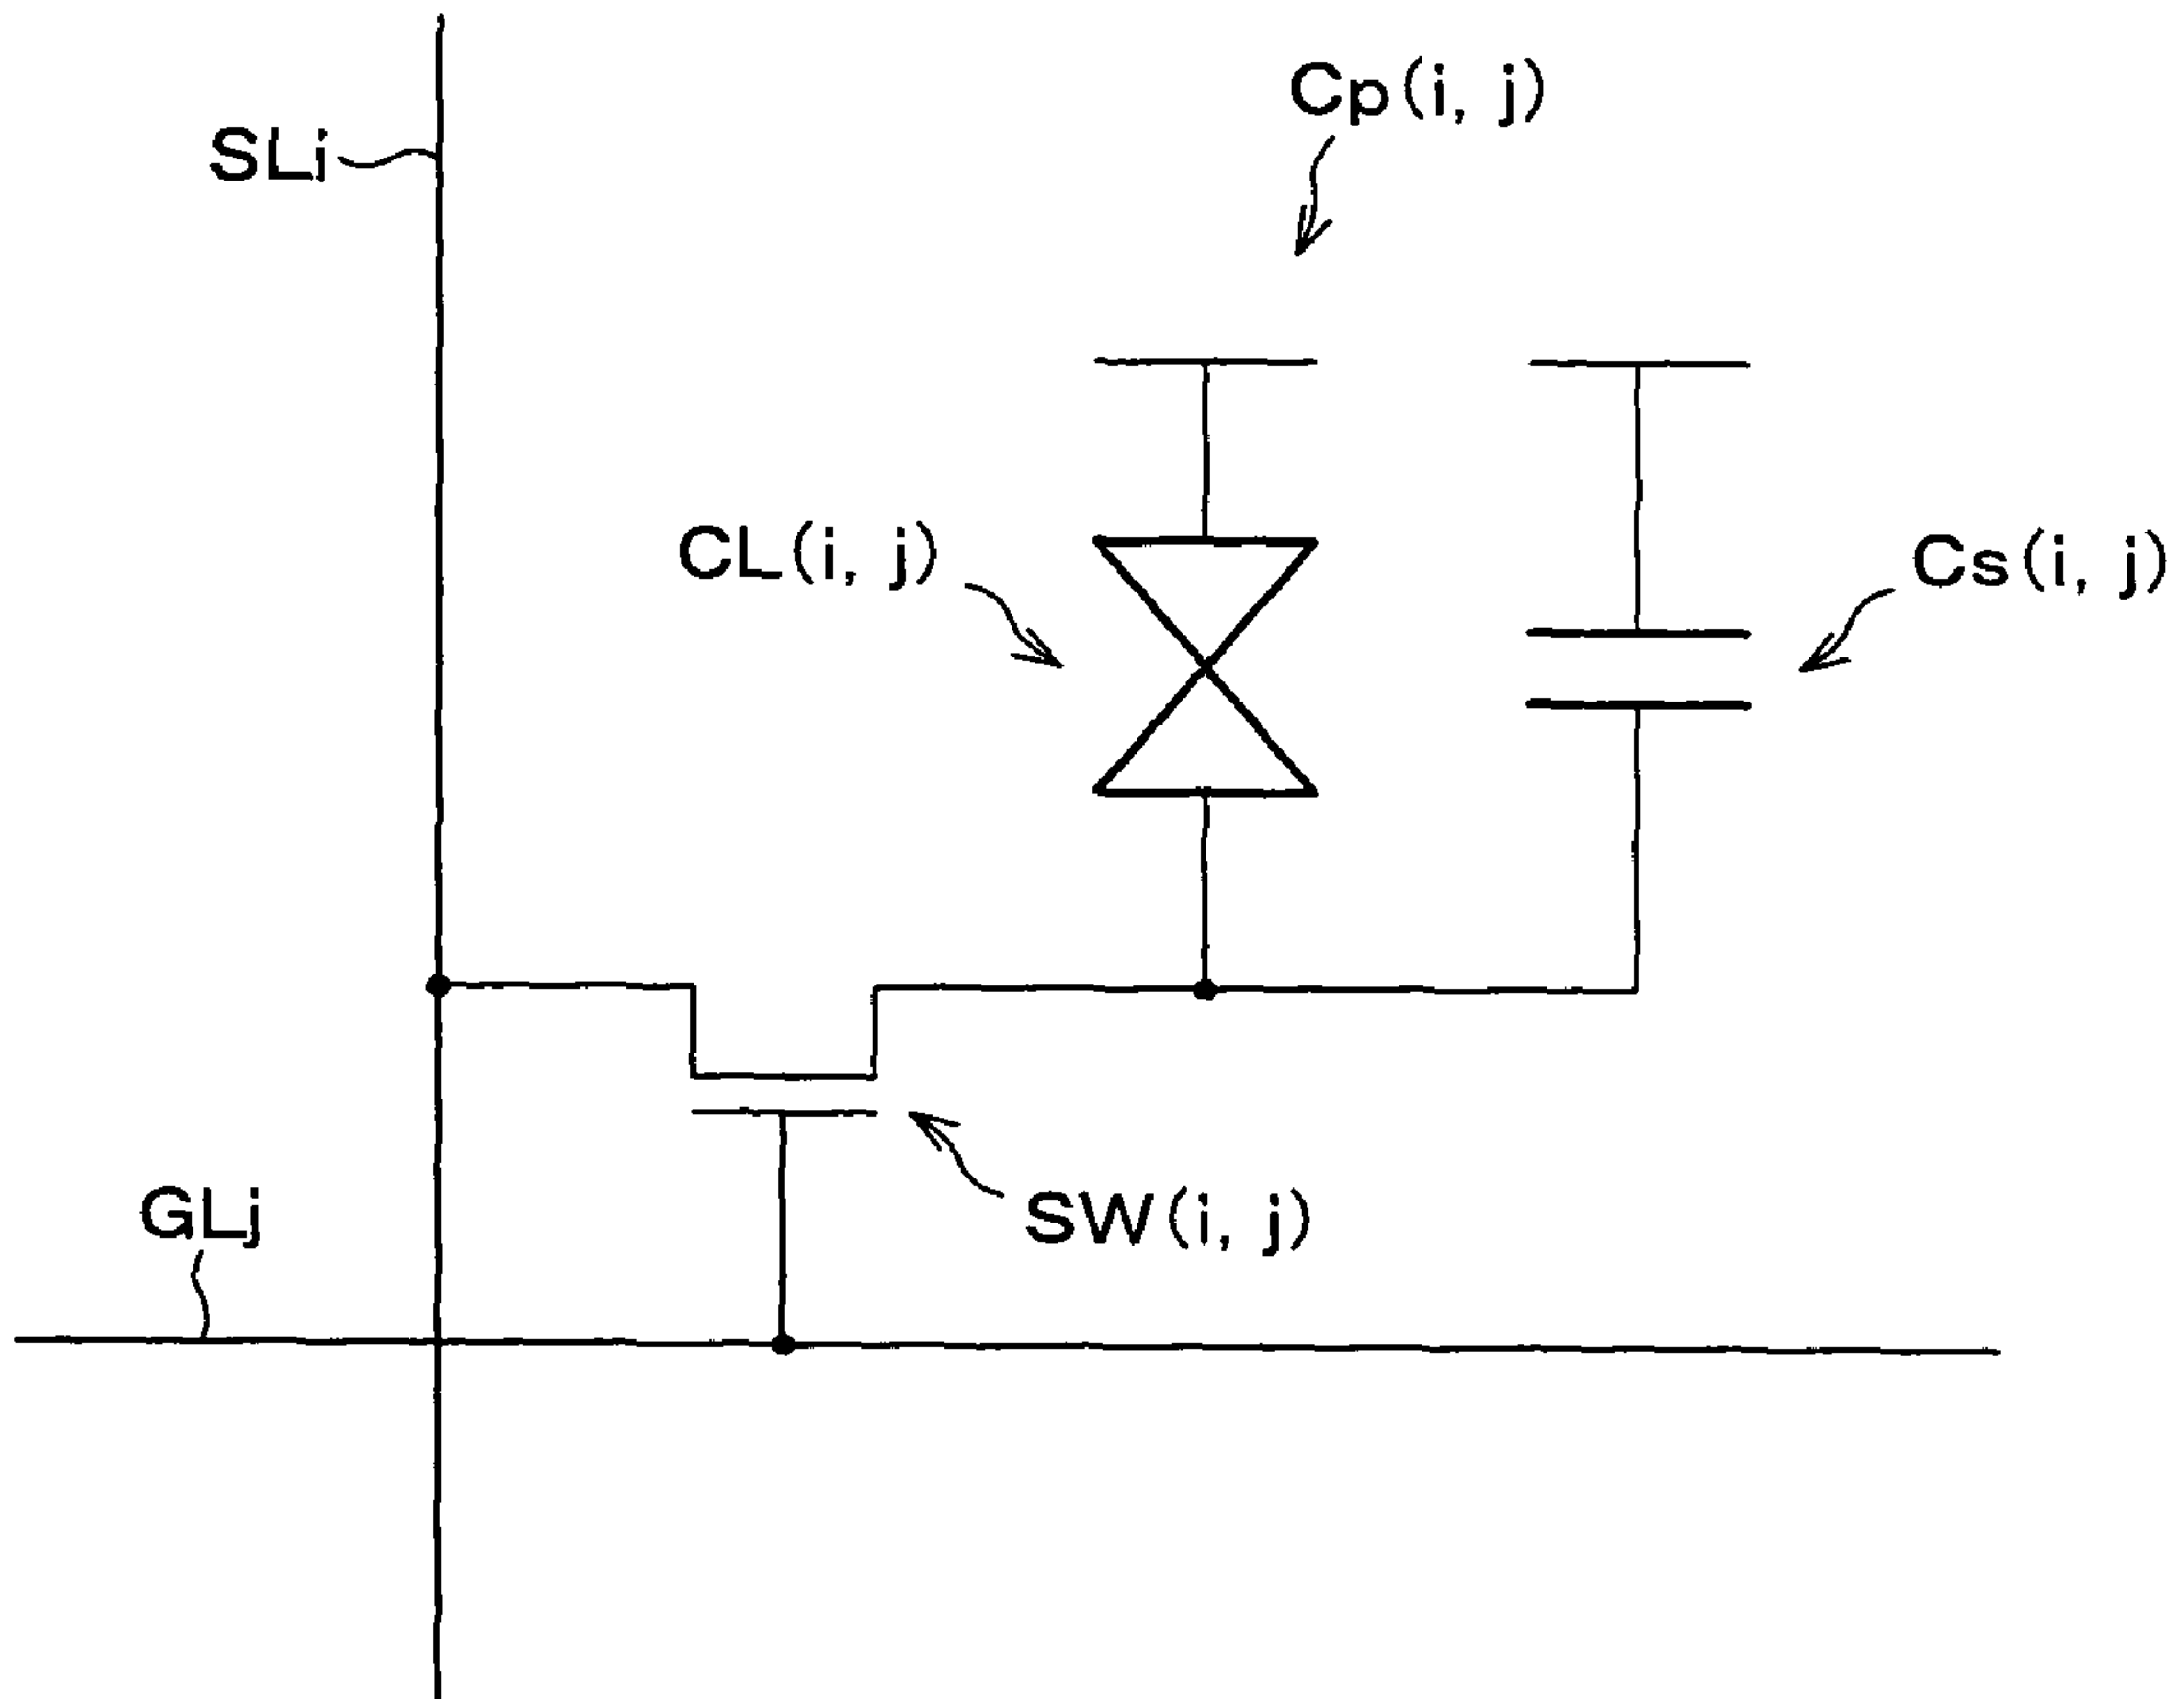 Cp(i, j)
SLi
CL(i, j)
Cs(i, j)
GLj
SW(i, j)